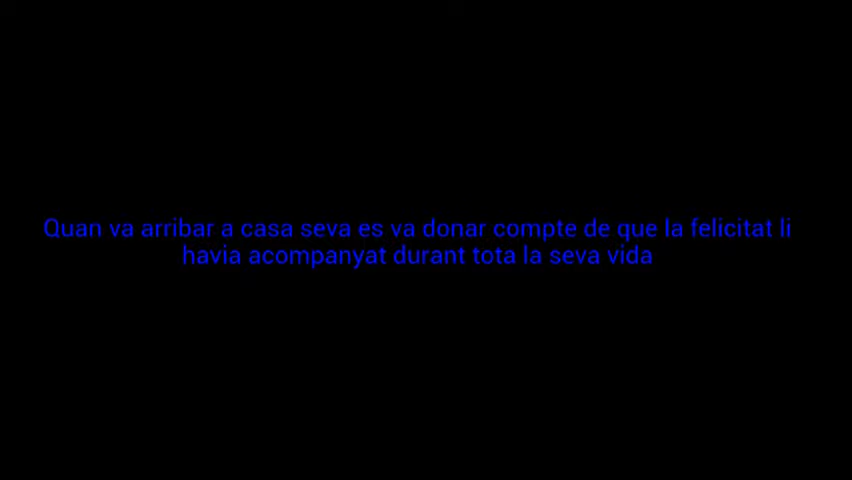 Quan va arribar a casa seva es va donar compte de que la felicitat li
havia acompanyat durant tota la seva vida